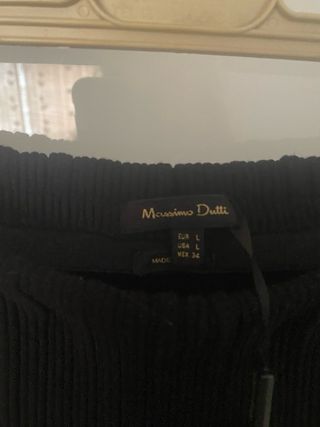 Massimo Dutti
EUR L
USA L
MEX 34
MADE